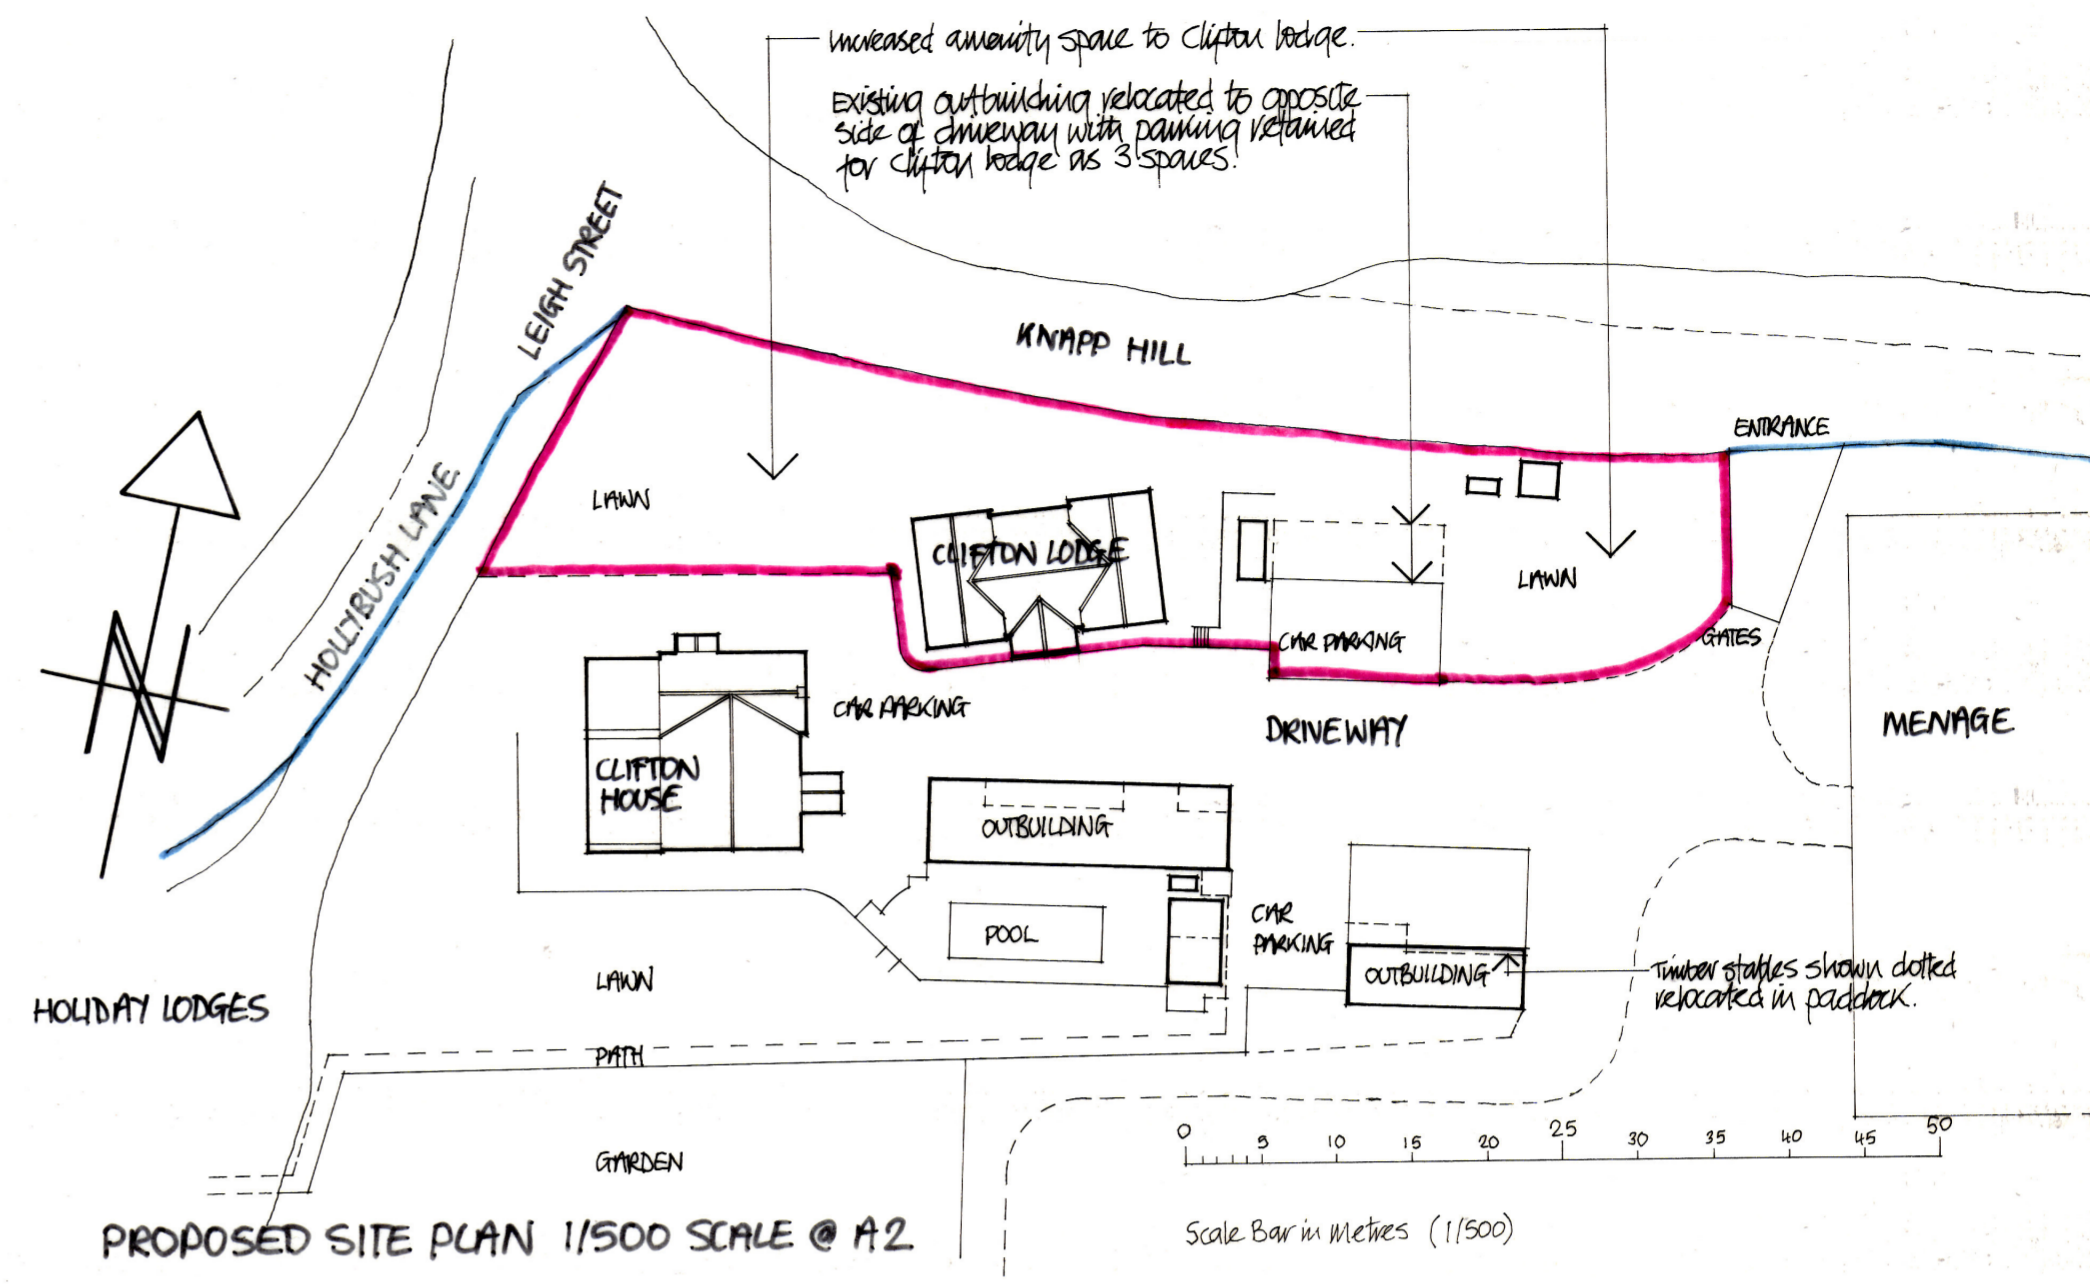 Increased amenity space to Clifton Lodge.
Existing outbuilding relocated to opposite
side of driveway with parking retained
for Clifton Lodge as 3 spaces.
LEIGH STREET
KNAPP HILL
ENTRANCE
HOLLYBUSH LANE
LAWN
CLIFTON LODGE
LAWN
GATES
CAR PARKING
N
CAR PARKING
DRIVEWAY
MENAGE
CLIFTON
HOUSE
OUTBUILDING
CAR
PARKING
POOL
OUTBUILDING
Timber stables shown dotted
relocated in paddock.
LAWN
HOLIDAY LODGES
PATH
GARDEN
0 5 10 15 20 25 30 35 40 45 50
PROPOSED SITE PLAN 1/500 SCALE @ A2
Scale Bar in Metres (1/500)